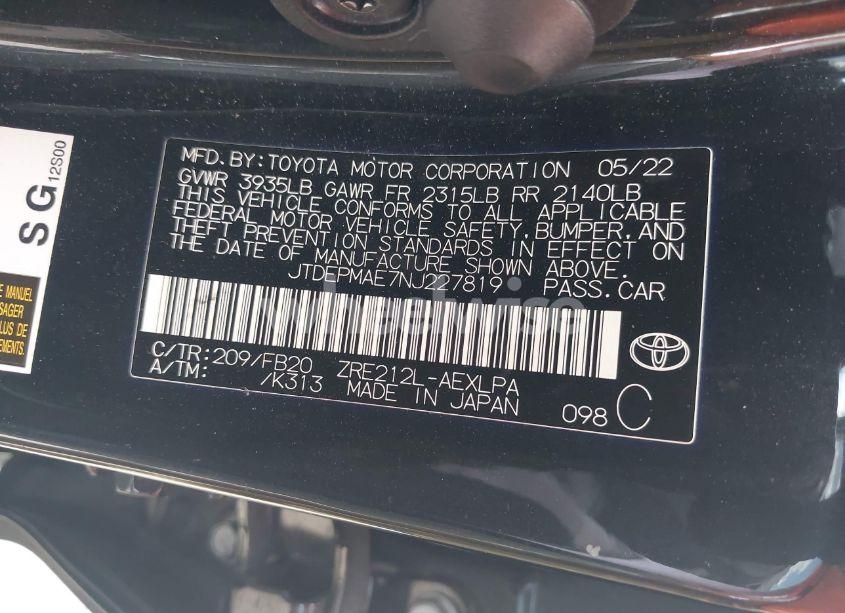 MFD. BY: TOYOTA MOTOR CORPORATION 05/22
GVWR 3935LB GAWR FR 2315LB RR 2140LB
THIS VEHICLE CONFORMS TO ALL APPLICABLE
FEDERAL MOTOR VEHICLE SAFETY, BUMPER, AND
THEFT PREVENTION STANDARDS IN EFFECT ON
THE DATE OF MANUFACTURE SHOWN ABOVE.
JTDEPMAE7NJ227819 PASS. CAR
C/TR: 209/FB20 ZRE212L-AEXLPA
A/TM: /K313 MADE IN JAPAN
098 C
SG
12S00
E MANUEL
SAGER
PLUS DE
EMENTS.
wheelwise